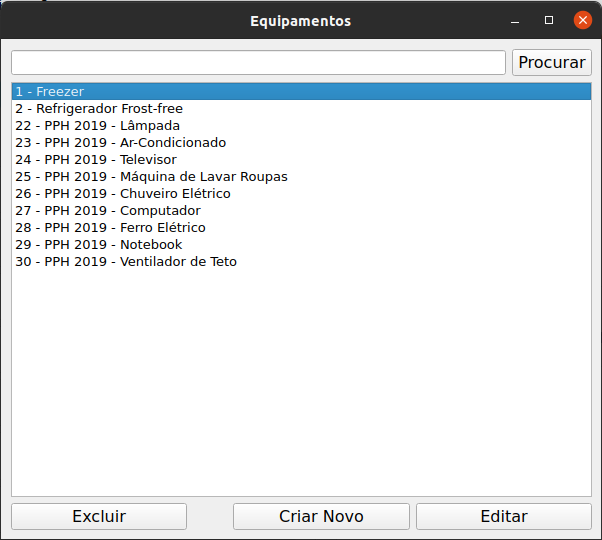 Equipamentos
Procurar
1 - Freezer
2 - Refrigerador Frost-free
22 - PPH 2019 - Lâmpada
23 - PPH 2019 - Ar-Condicionado
24 - PPH 2019 - Televisor
25 - PPH 2019 - Máquina de Lavar Roupas
26 - PPH 2019 - Chuveiro Elétrico
27 - PPH 2019 - Computador
28 - PPH 2019 - Ferro Elétrico
29 - PPH 2019 - Notebook
30 - PPH 2019 - Ventilador de Teto
Excluir Criar Novo Editar